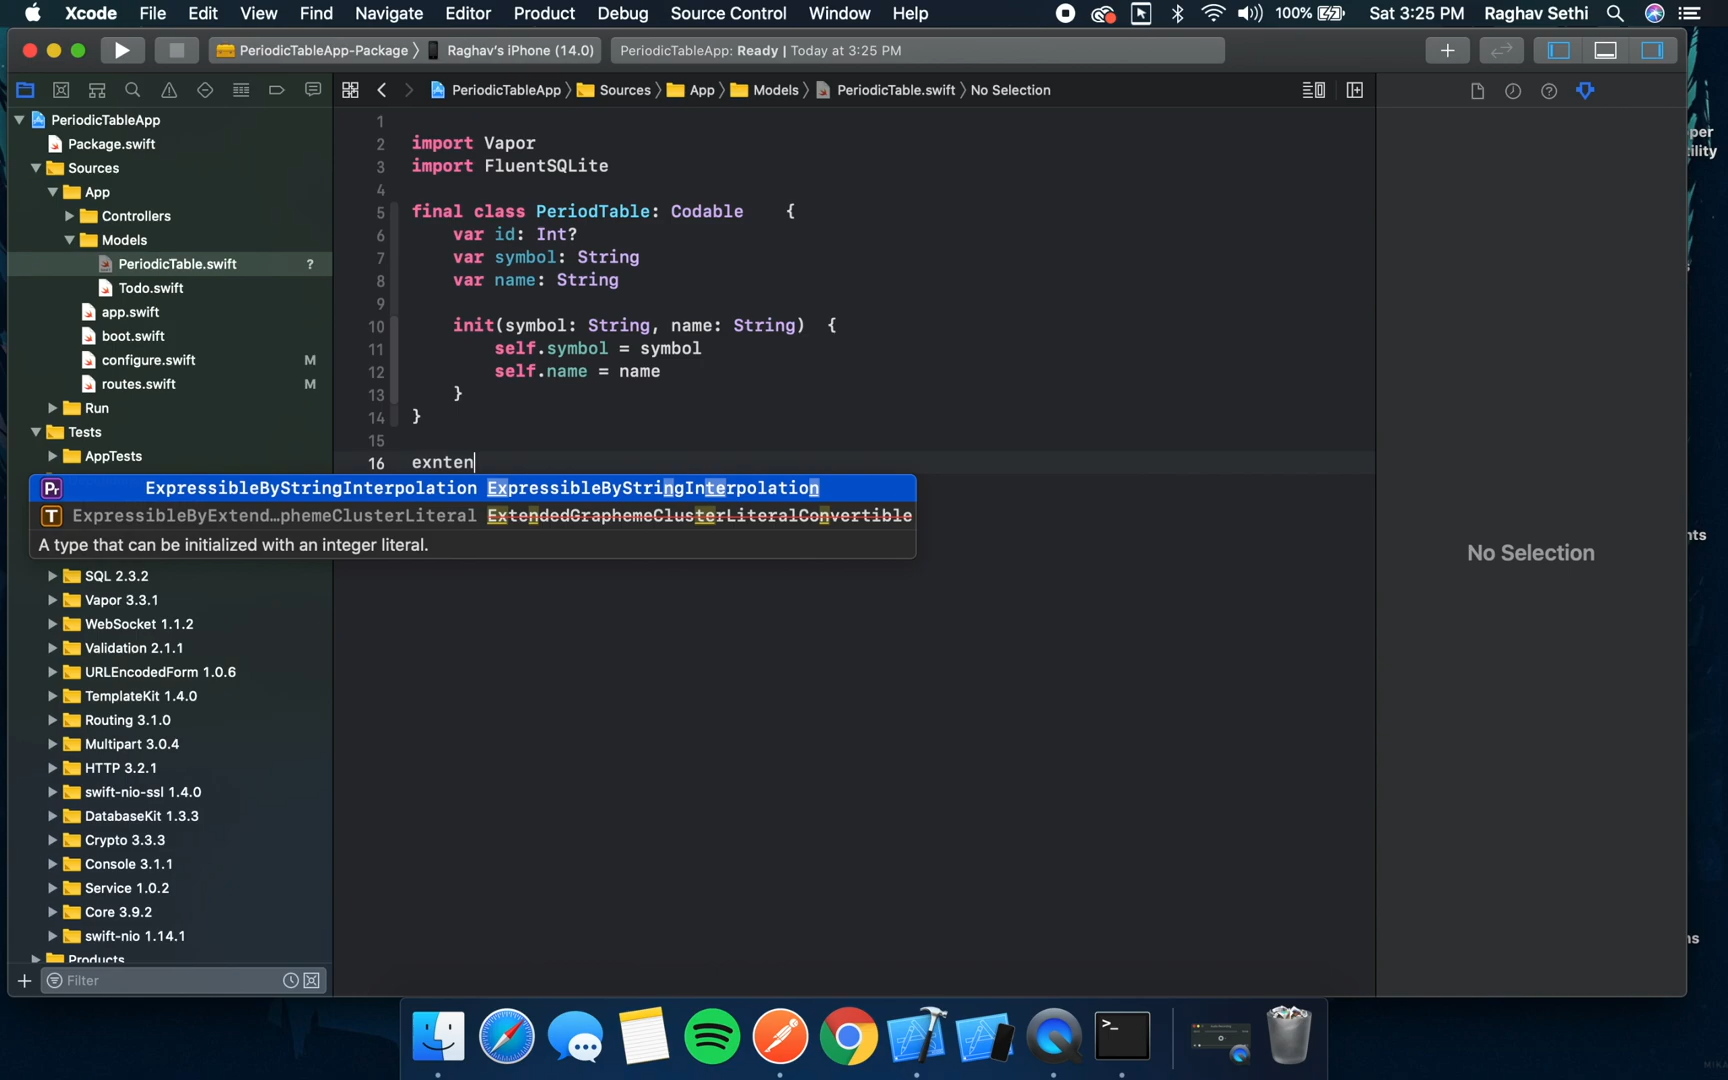 Xcode File Edit View Find Navigate Editor Product Debug Source Control Window Help 100% Sat 3:25 PM Raghav Sethi
PeriodicTableApp-Package Raghav's iPhone (14.0) PeriodicTableApp: Ready | Today at 3:25 PM
PeriodicTableApp Sources App Models PeriodicTable.swift No Selection
PeriodicTableApp
Package.swift
Sources
App
Controllers
Models
PeriodicTable.swift ?
Todo.swift
app.swift
boot.swift
configure.swift M
routes.swift M
Run
Tests
AppTests
SQL 2.3.2
Vapor 3.3.1
WebSocket 1.1.2
Validation 2.1.1
URLEncodedForm 1.0.6
TemplateKit 1.4.0
Routing 3.1.0
Multipart 3.0.4
HTTP 3.2.1
swift-nio-ssl 1.4.0
DatabaseKit 1.3.3
Crypto 3.3.3
Console 3.1.1
Service 1.0.2
Core 3.9.2
swift-nio 1.14.1
Products
Filter
1
2 import Vapor
3 import FluentSQLite
4
5 final class PeriodTable: Codable {
6 var id: Int?
7 var symbol: String
8 var name: String
9
10 init(symbol: String, name: String) {
11 self.symbol = symbol
12 self.name = name
13 }
14 }
15
16 exnten
Pr ExpressibleByStringInterpolation ExpressibleByStringInterpolation
T ExpressibleByExtend...phemeClusterLiteral ExtendedGraphemeClusterLiteralConvertible
A type that can be initialized with an integer literal.
No Selection